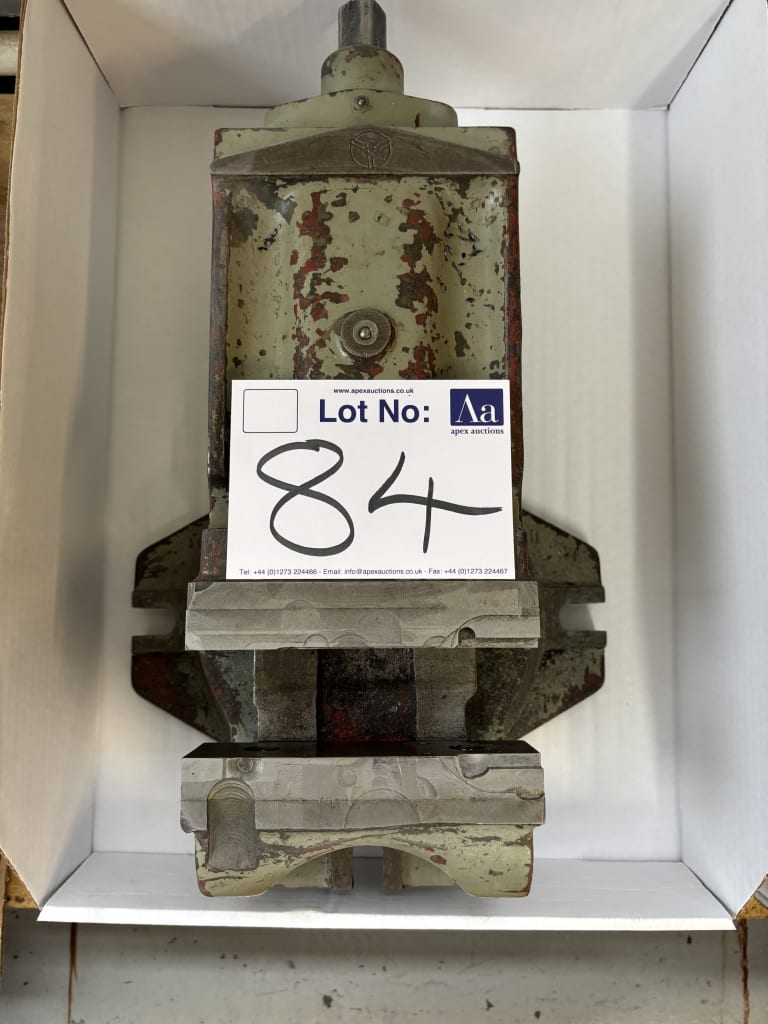 www.apexauctions.co.uk
Lot No:
Aa
apex auctions
84
Tel: +44 (0)1273 224466 - Email: info@apexauctions.co.uk - Fax: +44 (0)1273 224467